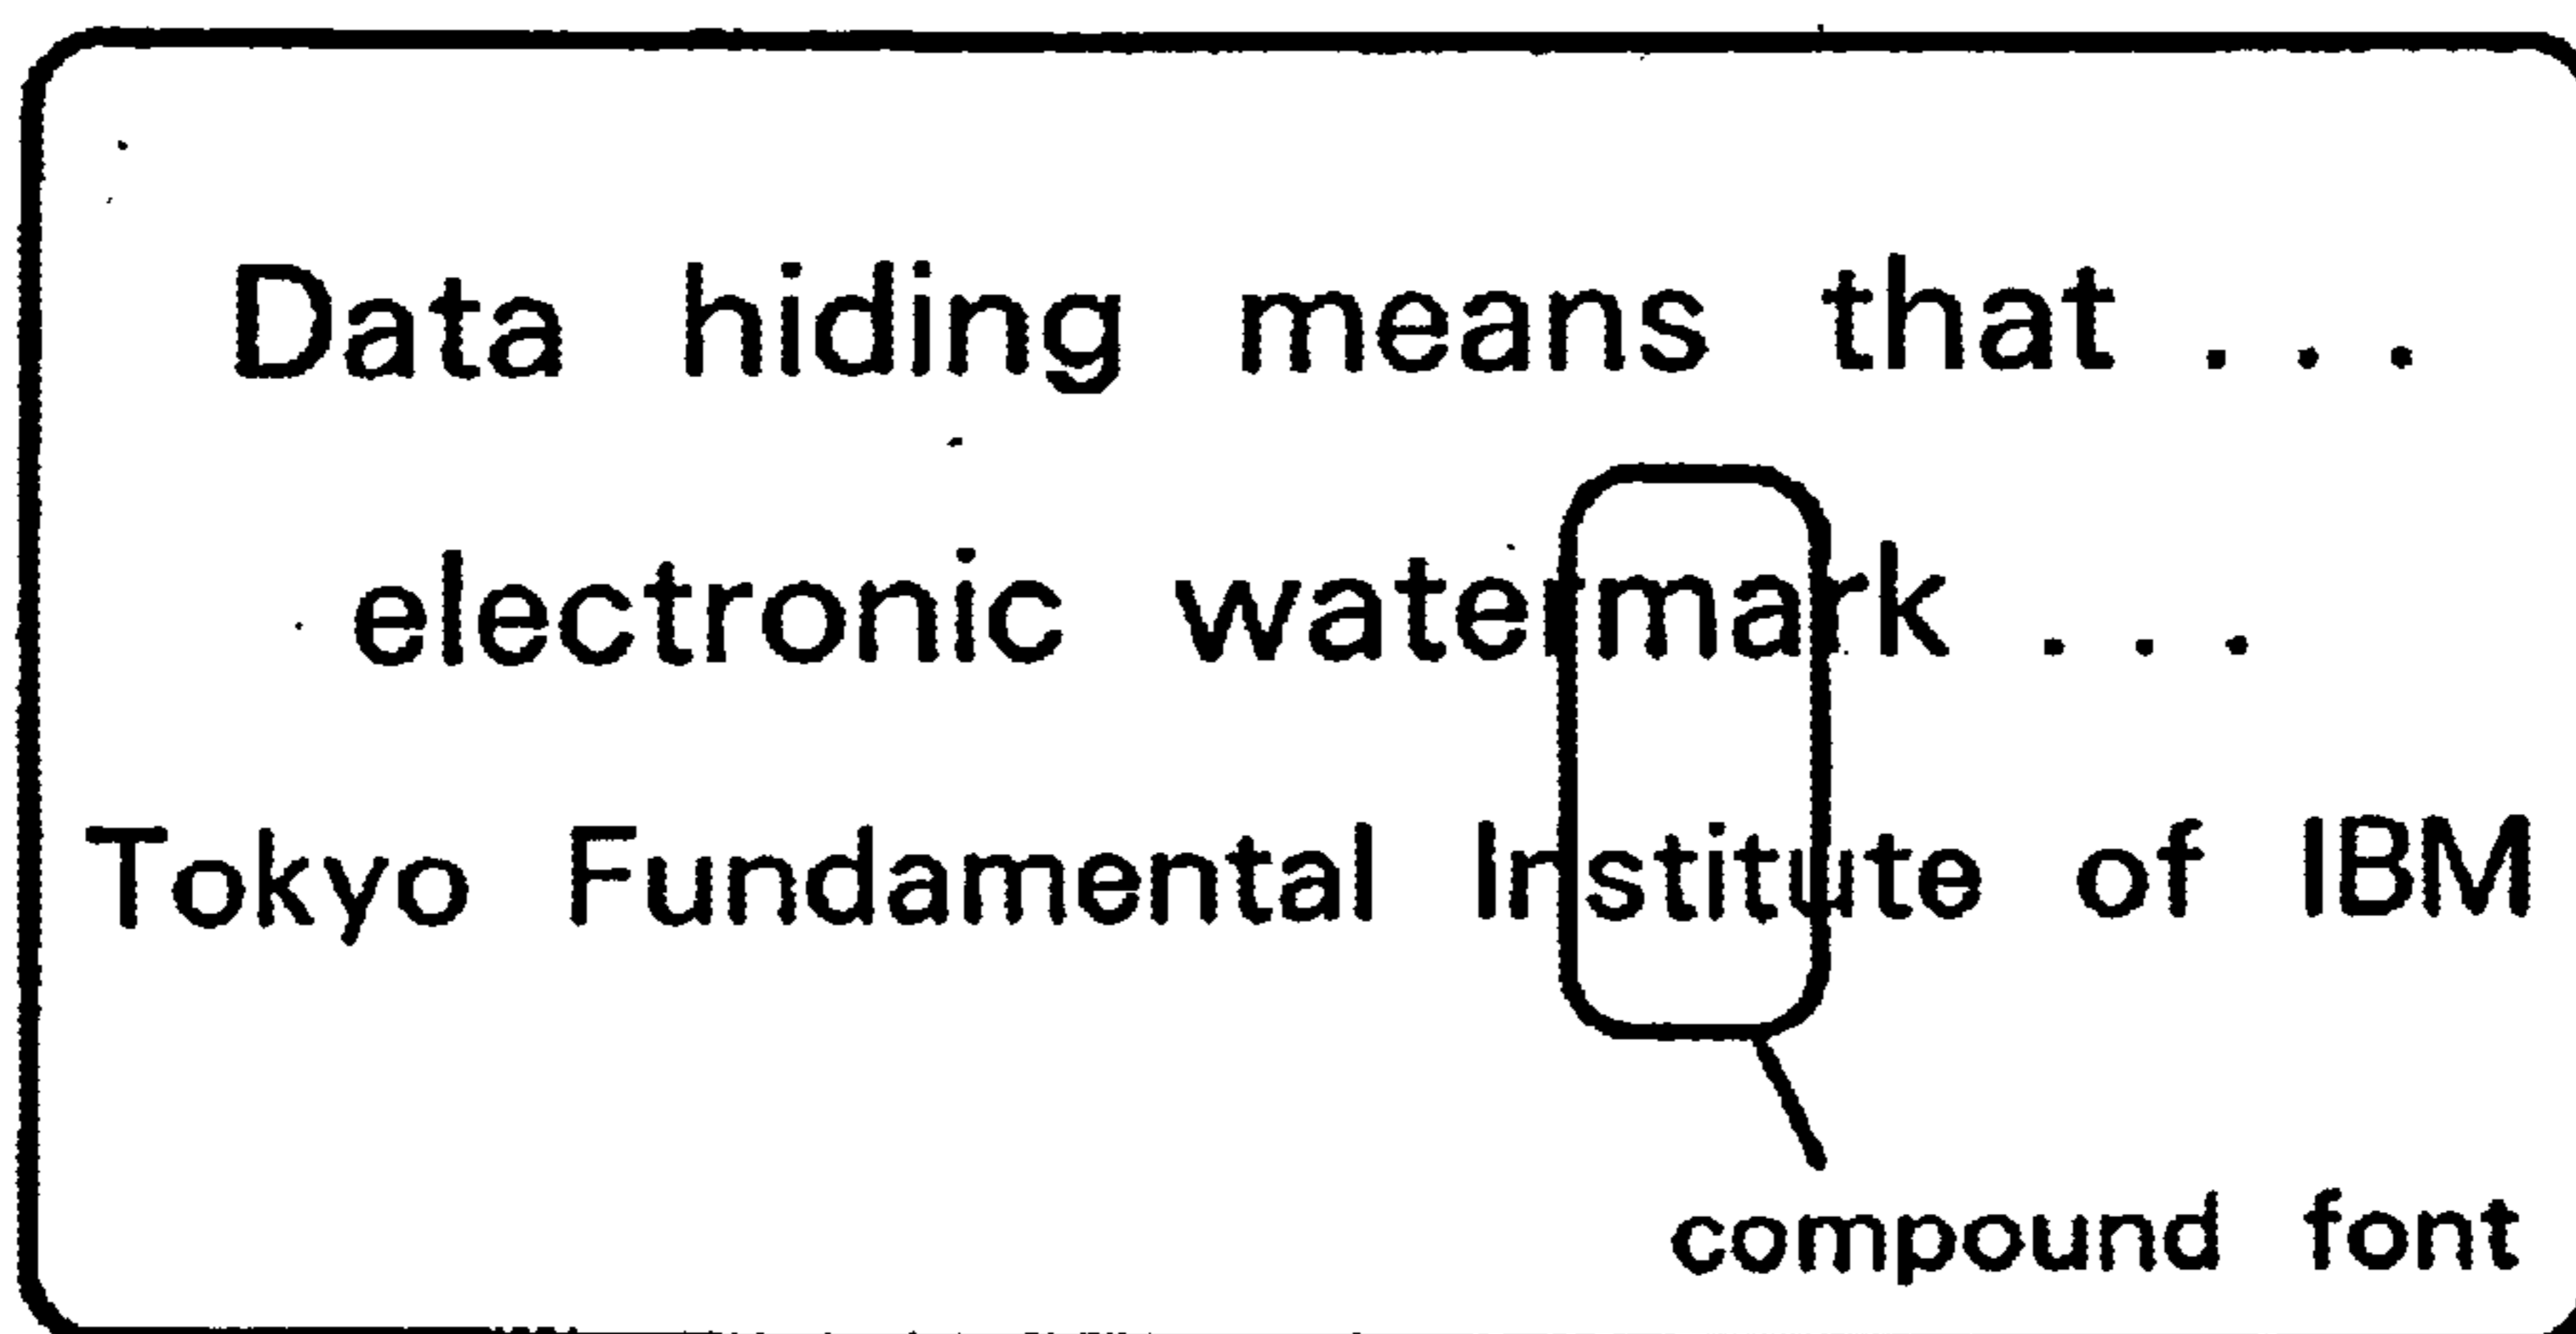 Data hiding means that . . .
electronic watermark . . .
Tokyo Fundamental Institute of IBM
compound font